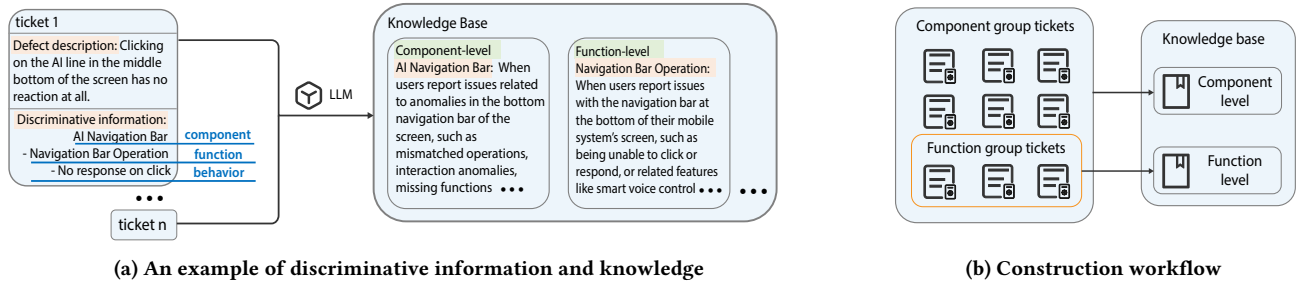 ticket 1
Defect description: Clicking
on the AI line in the middle
bottom of the screen has no
reaction at all.
Discriminative information:
AI Navigation Bar component
- Navigation Bar Operation function
- No response on click behavior
•••
ticket n
LLM
Knowledge Base
Component-level
AI Navigation Bar: When
users report issues related
to anomalies in the bottom
navigation bar of the
screen, such as
mismatched operations,
interaction anomalies,
missing functions •••
Function-level
Navigation Bar Operation:
When users report issues
with the navigation bar at
the bottom of their mobile
system's screen, such as
being unable to click or
respond, or related features
like smart voice control •••
•••
(a) An example of discriminative information and knowledge
Component group tickets
Function group tickets
Knowledge base
Component
level
Function
level
(b) Construction workflow